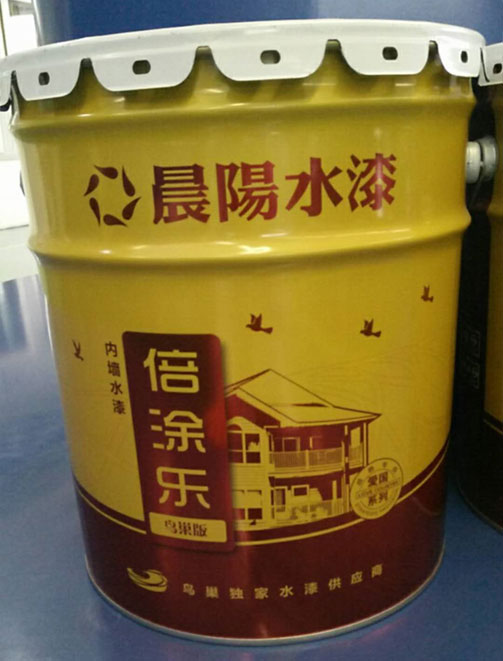 晨陽水漆
内墙水漆
倍涂乐
鸟巢版
爱国
系列
鸟巢独家水漆供应商